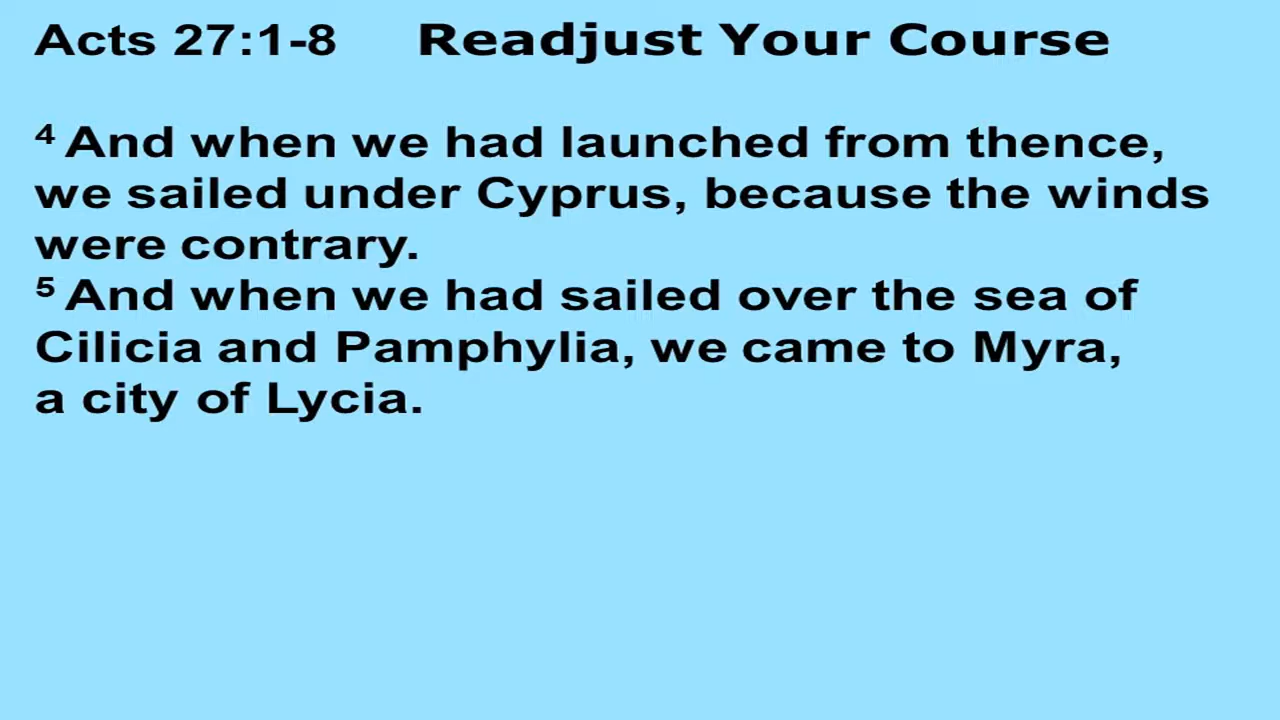 Acts 27:1-8 Readjust Your Course
4 And when we had launched from thence,
we sailed under Cyprus, because the winds
were contrary.
5 And when we had sailed over the sea of
Cilicia and Pamphylia, we came to Myra,
a city of Lycia.